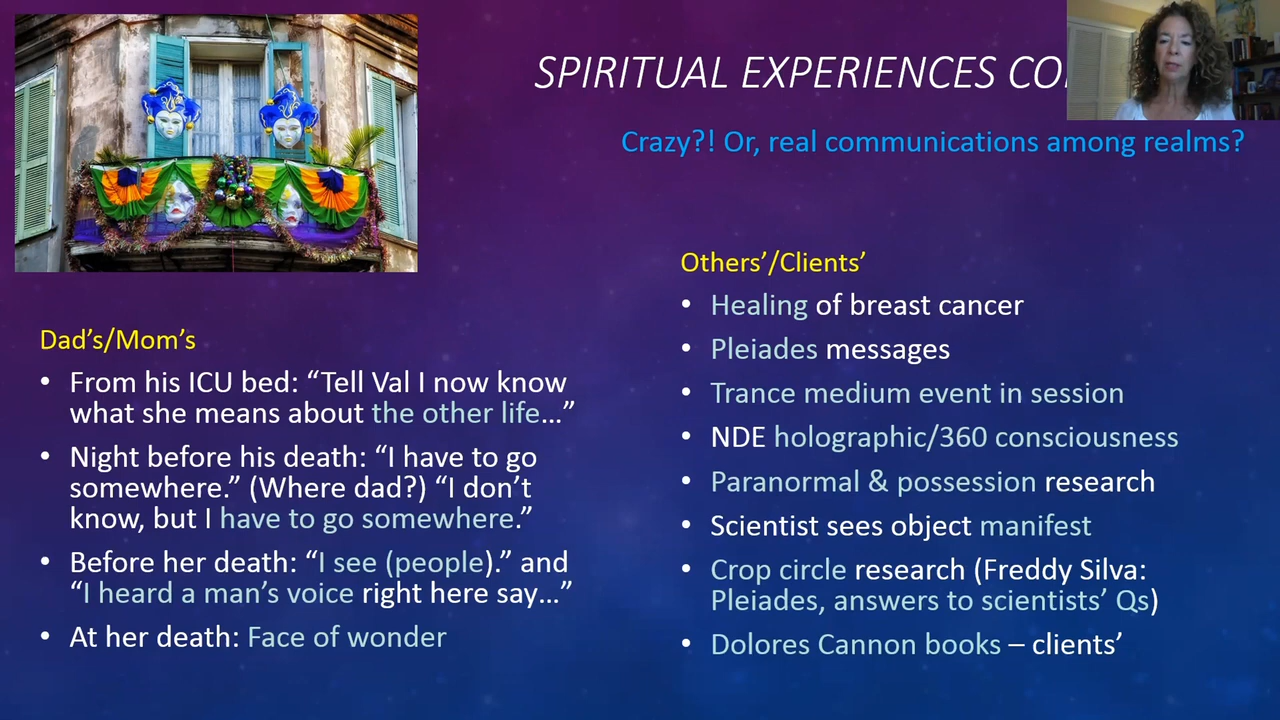 SPIRITUAL EXPERIENCES
Crazy?! Or, real communications among realms?
Dad’s/Mom’s
• From his ICU bed: “Tell Val I now know
what she means about the other life…”
• Night before his death: “I have to go
somewhere.” (Where dad?) “I don’t
know, but I have to go somewhere.”
• Before her death: “I see (people).” and
“I heard a man’s voice right here say…”
• At her death: Face of wonder
Others’/Clients’
• Healing of breast cancer
• Pleiades messages
• Trance medium event in session
• NDE holographic/360 consciousness
• Paranormal & possession research
• Scientist sees object manifest
• Crop circle research (Freddy Silva:
Pleiades, answers to scientists’ Qs)
• Dolores Cannon books – clients’